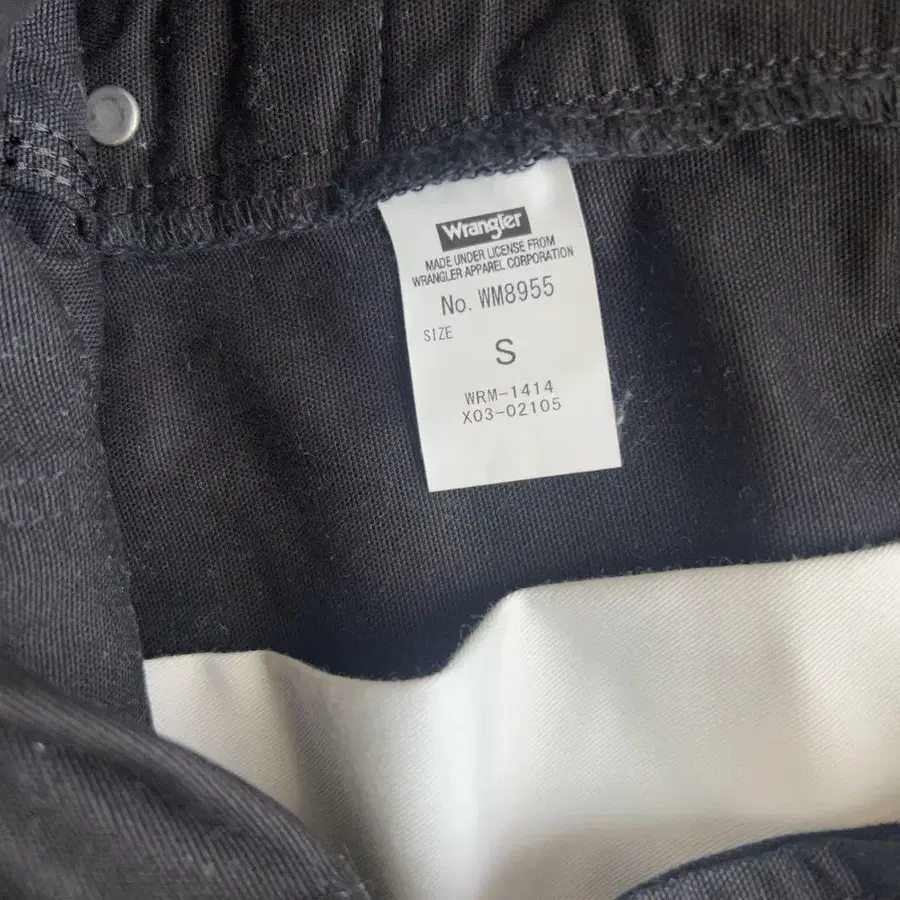 Wrangler
MADE UNDER LICENSE FROM
WRANGLER APPAREL CORPORATION
No. WM8955
SIZE
S
WRM-1414
X03-02105